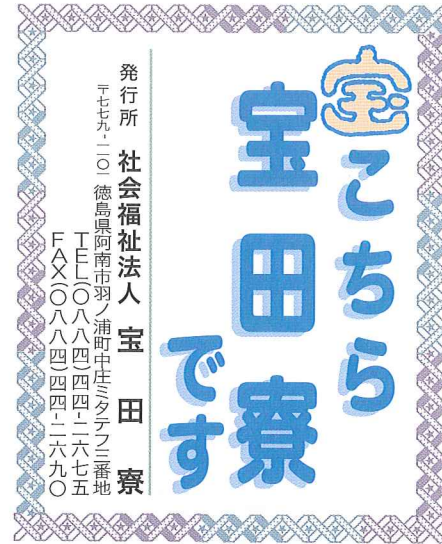 宝
こちら
宝田寮
です
発行所 社会福祉法人 宝田寮
〒七七九-一一〇一 徳島県阿南市羽ノ浦町中庄ミタテフ三番地
TEL(〇八八四)四四-二六七五
FAX(〇八八四)四四-二六九〇